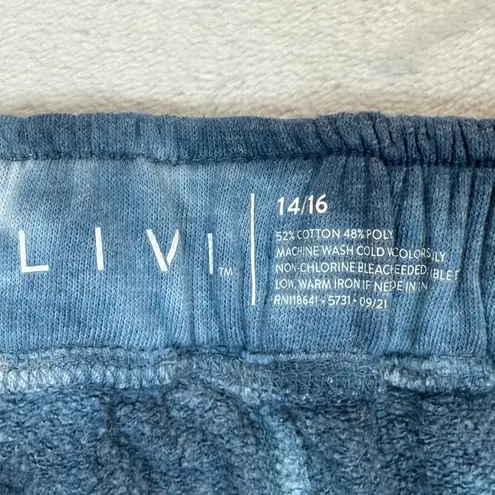 LIVI™
14/16
52% COTTON 48% POLY
MACHINE WASH COLD
NON-CHLORINE BLEACH
LOW, WARM IRON IF
RN118641 • 5731 • 09/21